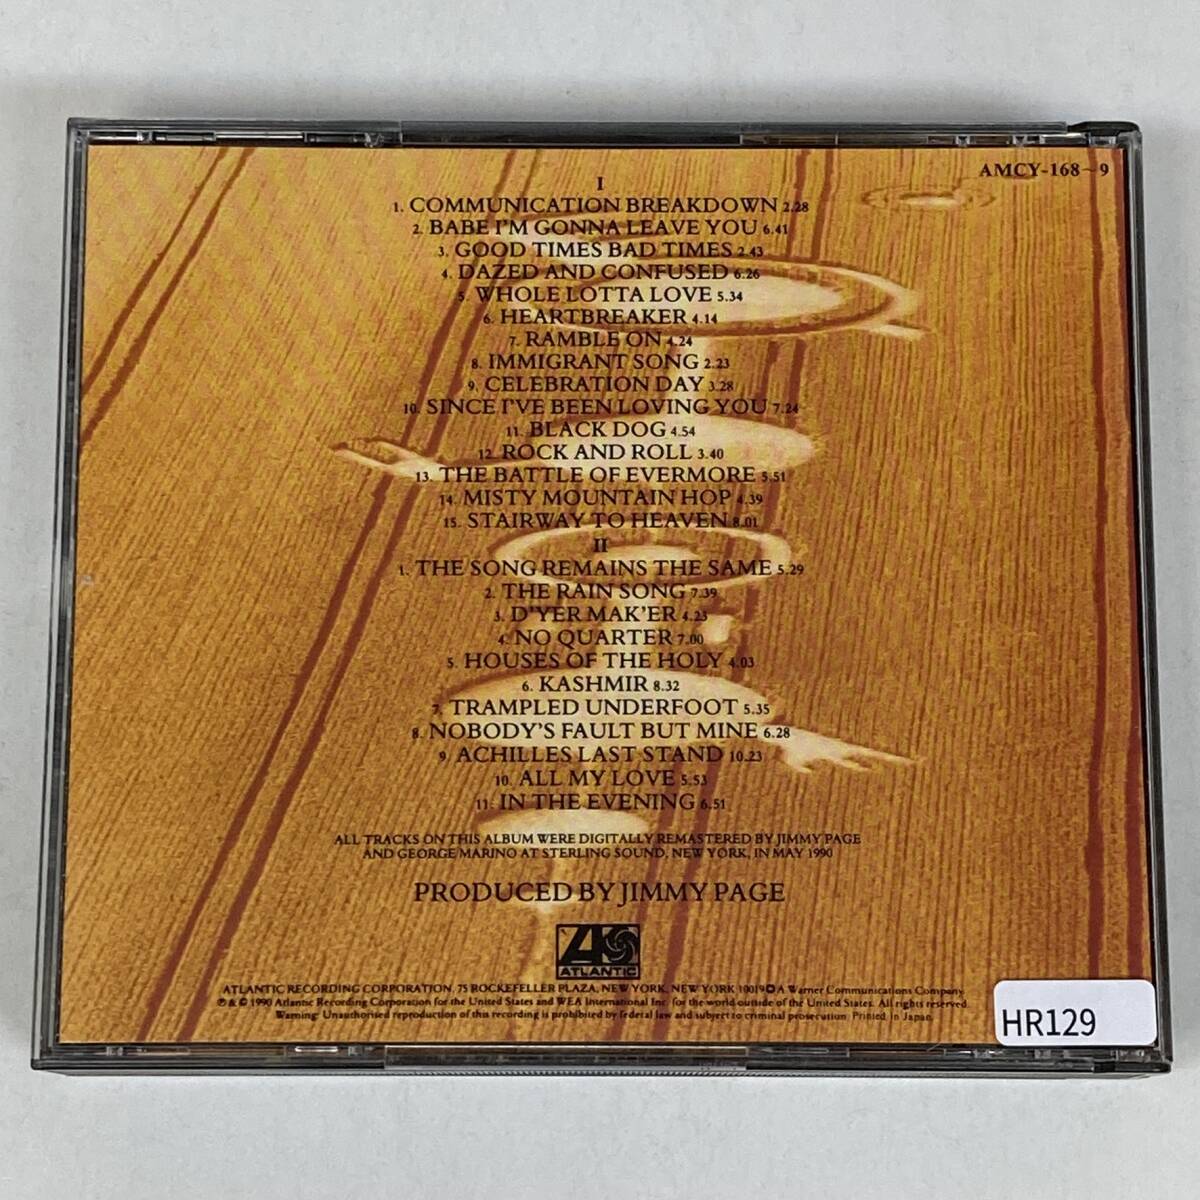 AMCY-168~9
I
1. COMMUNICATION BREAKDOWN 2.28
2. BABE I'M GONNA LEAVE YOU 6.41
3. GOOD TIMES BAD TIMES 2.43
4. DAZED AND CONFUSED 6.26
5. WHOLE LOTTA LOVE 5.34
6. HEARTBREAKER 4.14
7. RAMBLE ON 4.24
8. IMMIGRANT SONG 2.23
9. CELEBRATION DAY 3.28
10. SINCE I'VE BEEN LOVING YOU 7.24
11. BLACK DOG 4.54
12. ROCK AND ROLL 3.40
13. THE BATTLE OF EVERMORE 5.51
14. MISTY MOUNTAIN HOP 4.39
15. STAIRWAY TO HEAVEN 8.01
II
1. THE SONG REMAINS THE SAME 5.29
2. THE RAIN SONG 7.39
3. D'YER MAK'ER 4.23
4. NO QUARTER 7.00
5. HOUSES OF THE HOLY 4.03
6. KASHMIR 8.32
7. TRAMPLED UNDERFOOT 5.35
8. NOBODY'S FAULT BUT MINE 6.28
9. ACHILLES LAST STAND 10.23
10. ALL MY LOVE 5.53
11. IN THE EVENING 6.51
ALL TRACKS ON THIS ALBUM WERE DIGITALLY REMASTERED BY JIMMY PAGE
AND GEORGE MARINO AT STERLING SOUND, NEW YORK, IN MAY 1990
PRODUCED BY JIMMY PAGE
ATLANTIC
ATLANTIC RECORDING CORPORATION, 75 ROCKEFELLER PLAZA, NEW YORK, NEW YORK 10019 A Warner Communications Company.
℗ & © 1990 Atlantic Recording Corporation for the United States and WEA International Inc. for the world outside of the United States. All rights reserved.
Warning: Unauthorised reproduction of this recording is prohibited by federal law and subject to criminal prosecution. Printed in Japan.
HR129